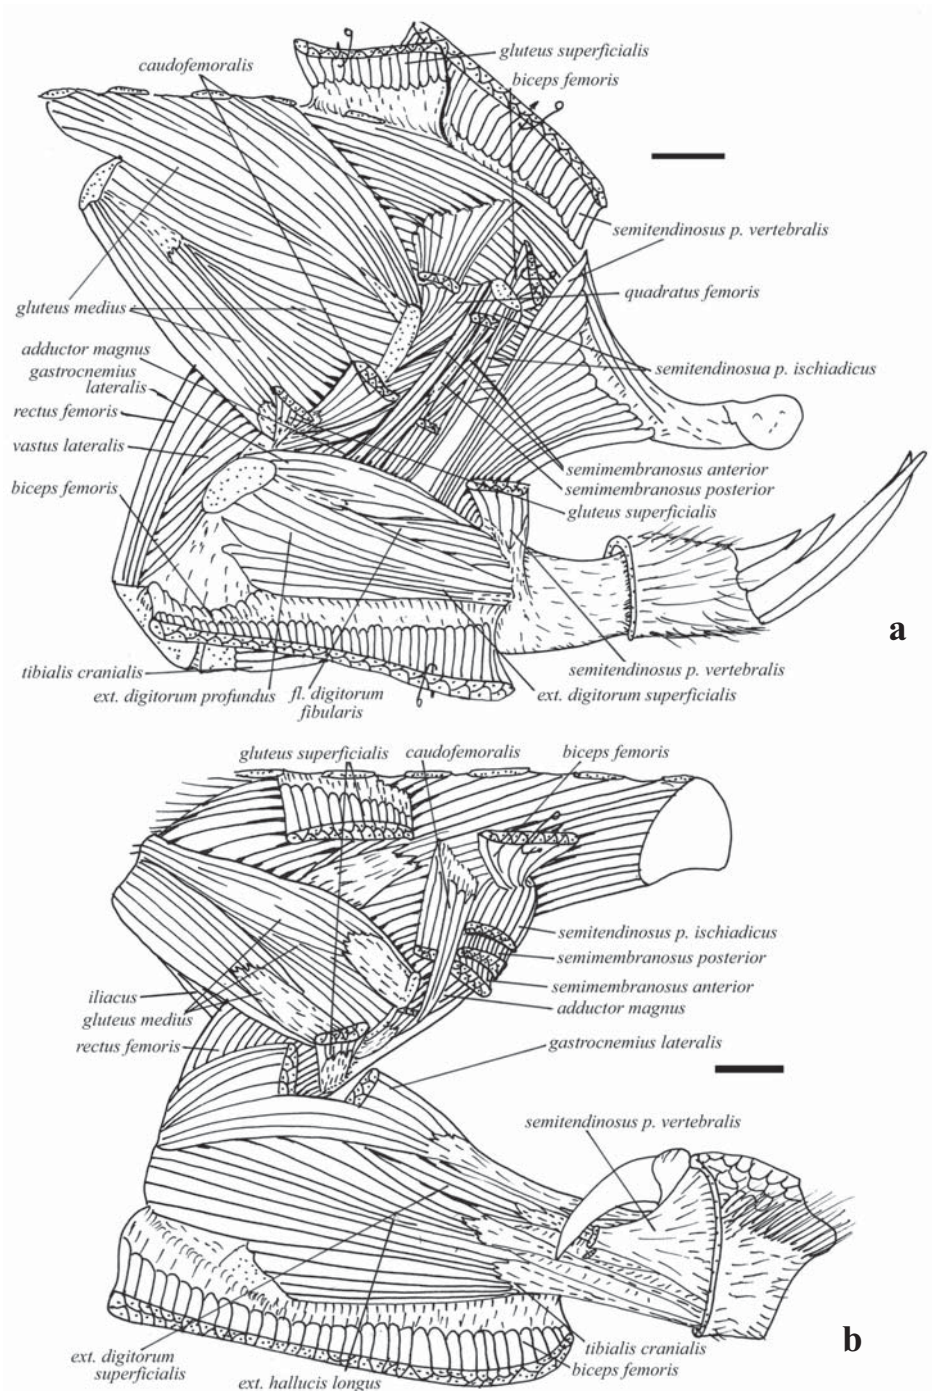 gluteus superficialis
caudofemoralis
biceps femoris
semitendinosus p. vertebralis
quadratus femoris
gluteus medius
adductor magnus
gastrocnemius
lateralis
semitendinosua p. ischiadicus
rectus femoris
vastus lateralis
semimembranosus anterior
biceps femoris
semimembranosus posterior
gluteus superficialis
a
tibialis cranialis
semitendinosus p. vertebralis
ext. digitorum profundus
fl. digitorum
fibularis
ext. digitorum superficialis
gluteus superficialis
caudofemoralis
biceps femoris
semitendinosus p. ischiadicus
semimembranosus posterior
semimembranosus anterior
iliacus
adductor magnus
gluteus medius
rectus femoris
gastrocnemius lateralis
semitendinosus p. vertebralis
b
tibialis cranialis
ext. digitorum
superficialis
biceps femoris
ext. hallucis longus